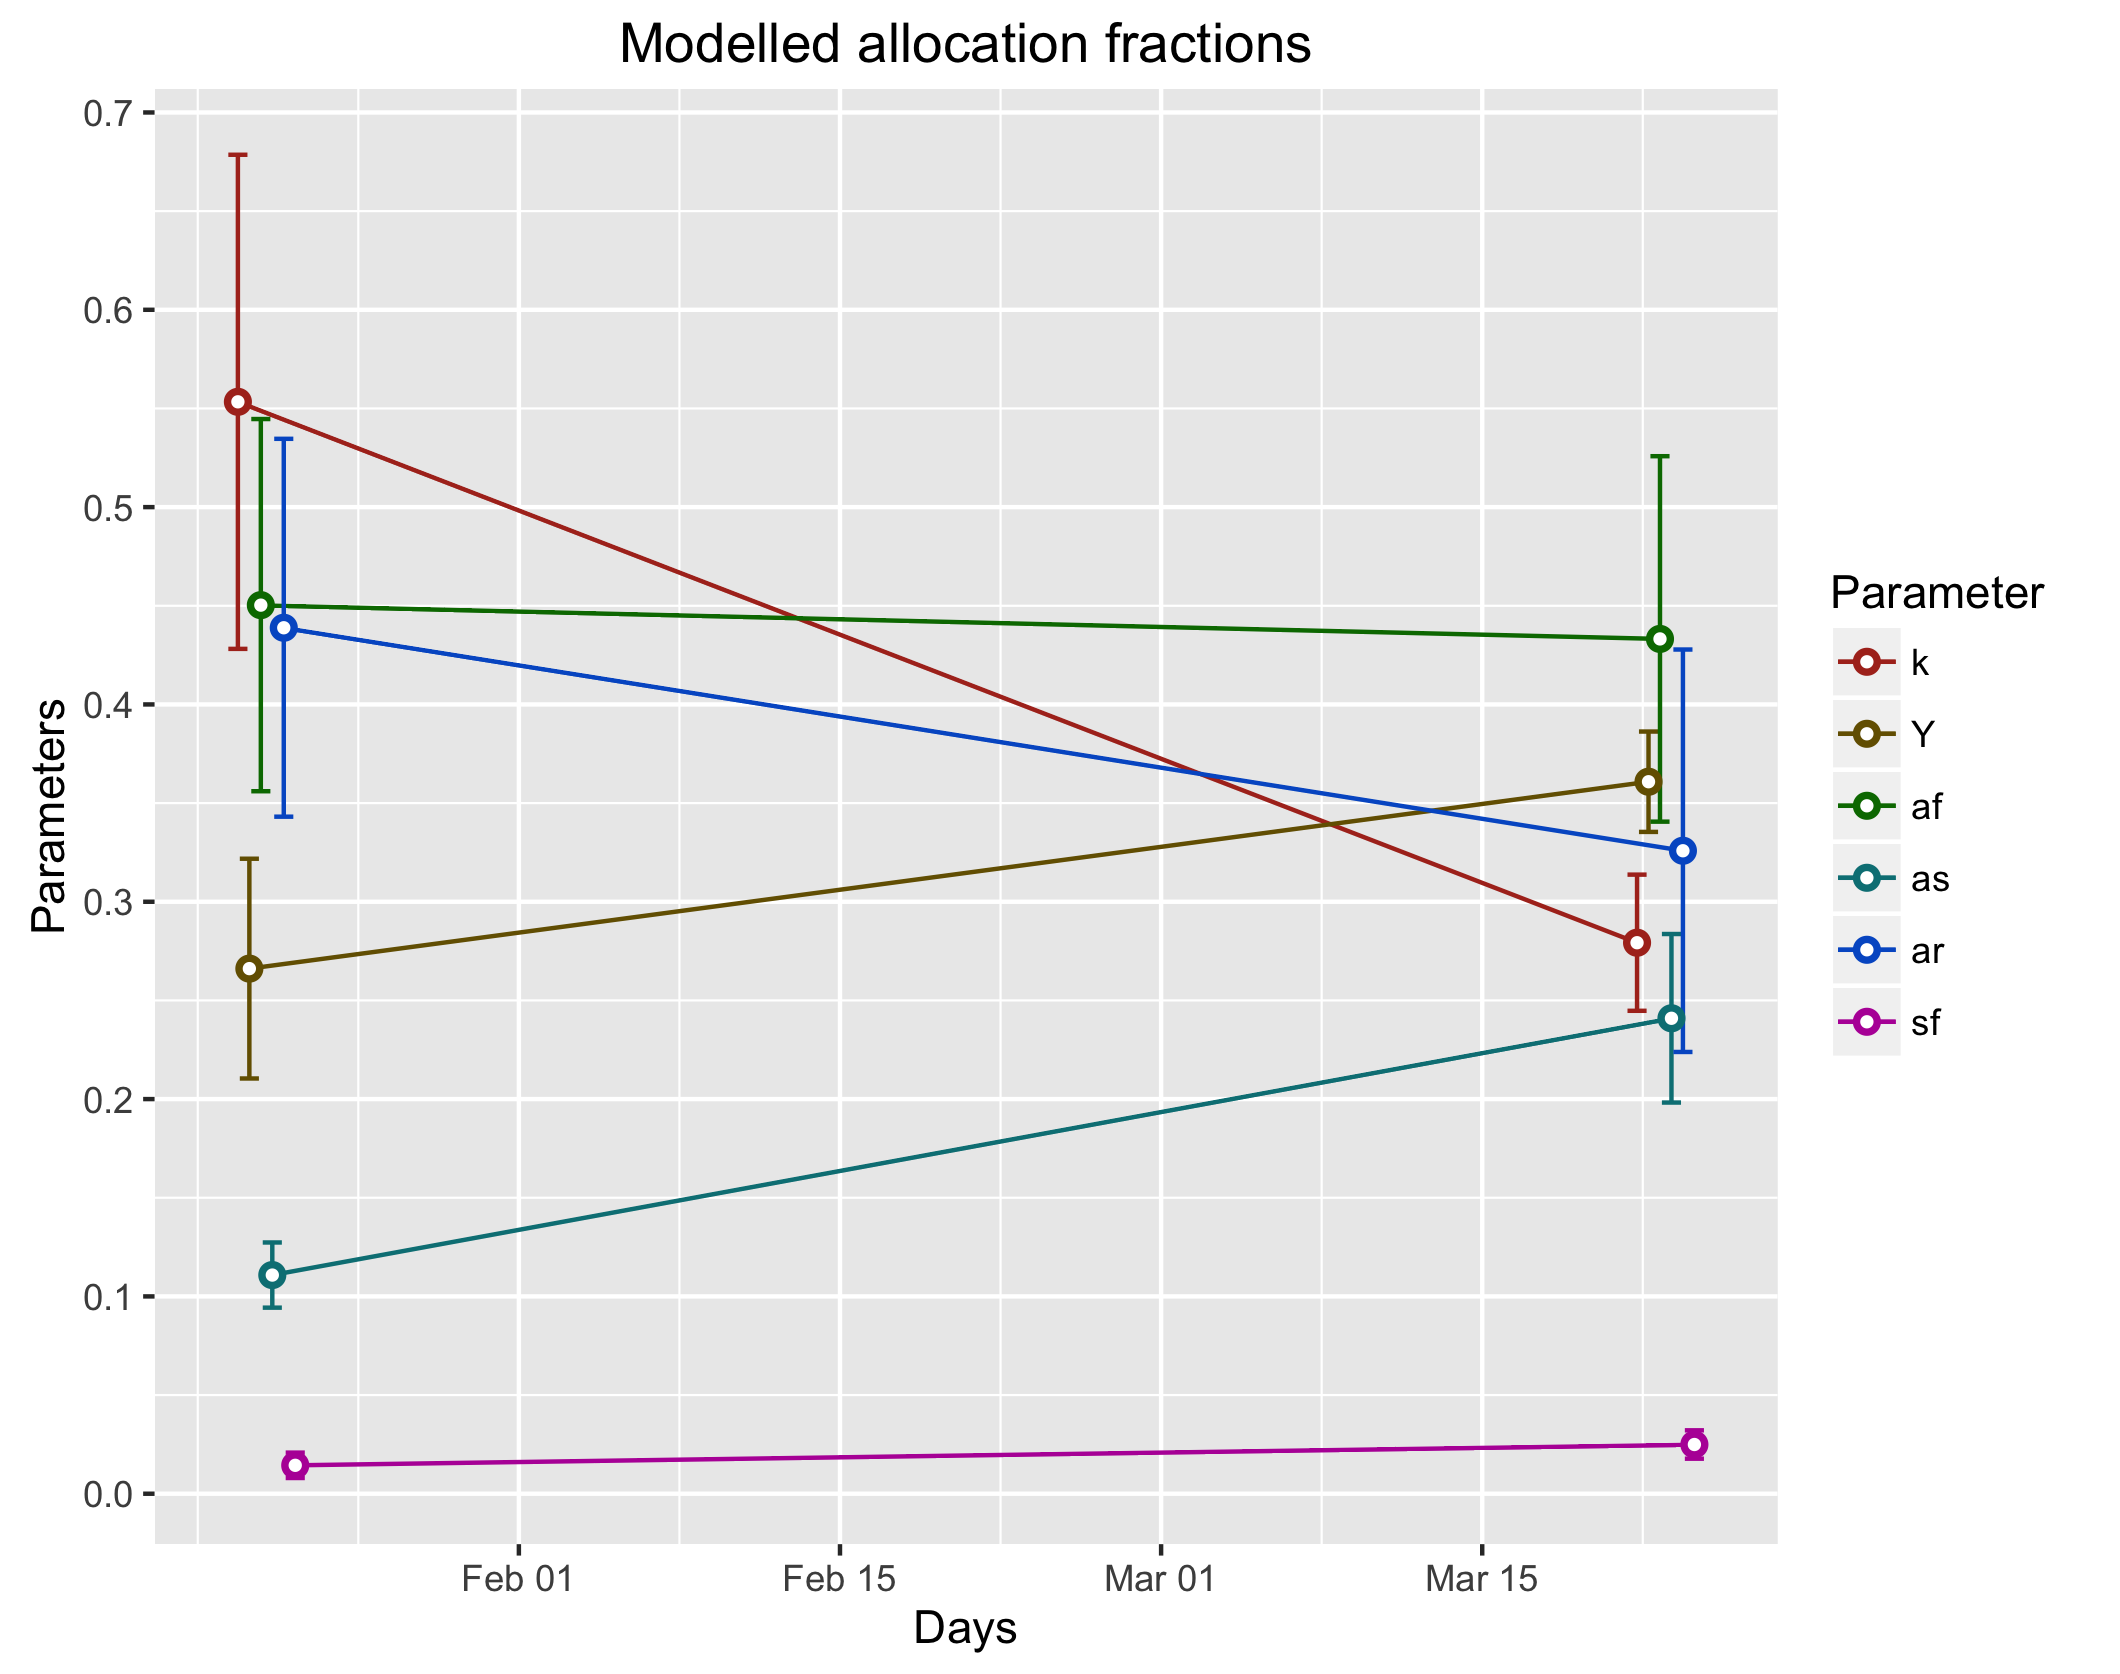 Modelled allocation fractions
0.7
0.6
0.5
0.4
0.3
0.2
0.1
0.0
Parameters
Feb 01
Feb 15
Mar 01
Mar 15
Days
Parameter
k
Y
af
as
ar
sf